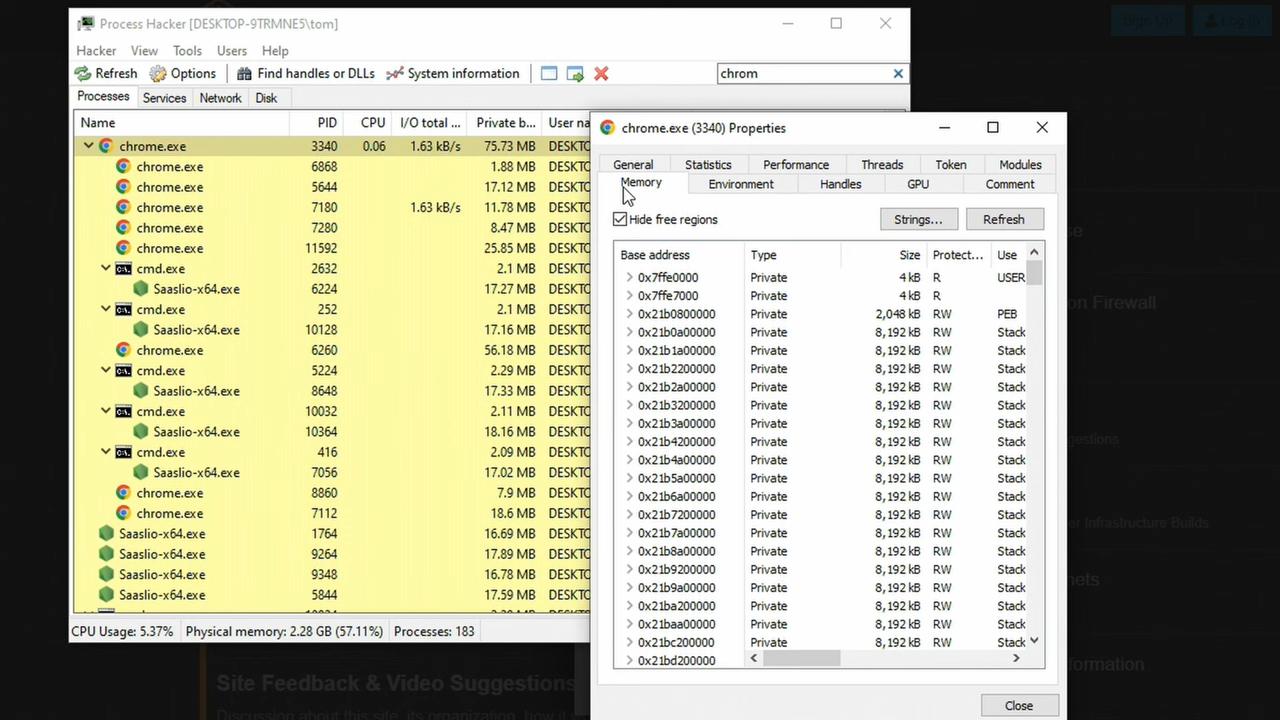 Process Hacker [DESKTOP-9TRMNE5\tom]
Sign Up Log in
Hacker View Tools Users Help
Refresh Options Find handles or DLLs System information chrom
Processes Services Network Disk
Name PID CPU I/O total ... Private b... User na
chrome.exe 3340 0.06 1.63 kB/s 75.73 MB DESKTO
chrome.exe 6868 1.88 MB DESKTO
chrome.exe 5644 17.12 MB DESKTO
chrome.exe 7180 1.63 kB/s 11.78 MB DESKTO
chrome.exe 7280 8.47 MB DESKTO
chrome.exe 11592 25.85 MB DESKTO
cmd.exe 2632 2.1 MB DESKTO
Saaslio-x64.exe 6224 17.27 MB DESKTO
cmd.exe 252 2.1 MB DESKTO
Saaslio-x64.exe 10128 17.16 MB DESKTO
chrome.exe 6260 56.18 MB DESKTO
cmd.exe 5224 2.29 MB DESKTO
Saaslio-x64.exe 8648 17.33 MB DESKTO
cmd.exe 10032 2.11 MB DESKTO
Saaslio-x64.exe 10364 18.16 MB DESKTO
cmd.exe 416 2.09 MB DESKTO
Saaslio-x64.exe 7056 17.02 MB DESKTO
chrome.exe 8860 7.9 MB DESKTO
chrome.exe 7112 18.6 MB DESKTO
Saaslio-x64.exe 1764 16.69 MB DESKTO
Saaslio-x64.exe 9264 17.89 MB DESKTO
Saaslio-x64.exe 9348 16.78 MB DESKTO
Saaslio-x64.exe 5844 17.59 MB DESKTO
CPU Usage: 5.37% Physical memory: 2.28 GB (57.11%) Processes: 183
chrome.exe (3340) Properties
General Statistics Performance Threads Token Modules
Memory Environment Handles GPU Comment
Hide free regions Strings... Refresh
Base address Type Size Protect... Use
0x7ffe0000 Private 4 kB R USER
0x7ffe7000 Private 4 kB R
0x21b0800000 Private 2,048 kB RW PEB
0x21b0a00000 Private 8,192 kB RW Stack
0x21b1a00000 Private 8,192 kB RW Stack
0x21b2200000 Private 8,192 kB RW Stack
0x21b2a00000 Private 8,192 kB RW Stack
0x21b3200000 Private 8,192 kB RW Stack
0x21b3a00000 Private 8,192 kB RW Stack
0x21b4200000 Private 8,192 kB RW Stack
0x21b4a00000 Private 8,192 kB RW Stack
0x21b5a00000 Private 8,192 kB RW Stack
0x21b6a00000 Private 8,192 kB RW Stack
0x21b7200000 Private 8,192 kB RW Stack
0x21b7a00000 Private 8,192 kB RW Stack
0x21b8a00000 Private 8,192 kB RW Stack
0x21b9200000 Private 8,192 kB RW Stack
0x21b9a00000 Private 8,192 kB RW Stack
0x21ba200000 Private 8,192 kB RW Stack
0x21baa00000 Private 8,192 kB RW Stack
0x21bc200000 Private 8,192 kB RW Stack
0x21bd200000
Close
on Firewall
er Infrastructure Builds
Site Feedback & Video Suggestions